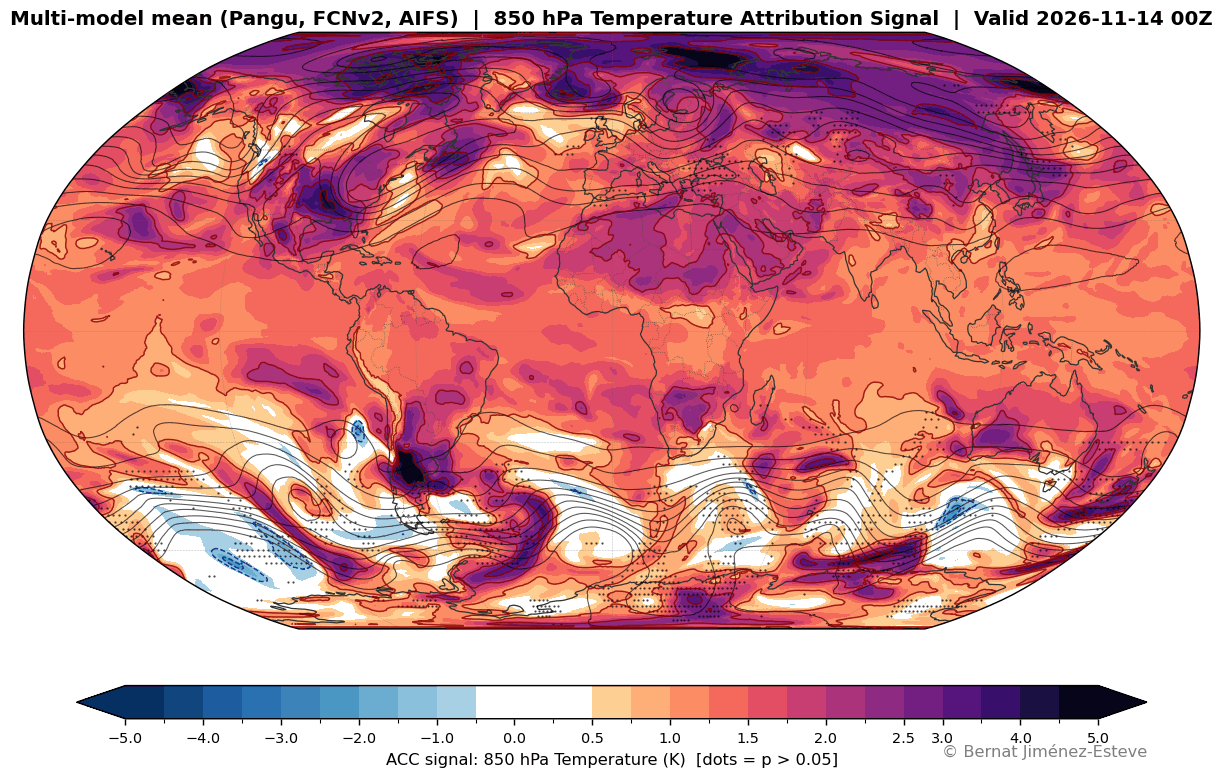 Multi-model mean (Pangu, FCNv2, AIFS)  |  850 hPa Temperature Attribution Signal  |  Valid 2026-11-14 00Z
−5.0 −4.0 −3.0 −2.0 −1.0 0.0 0.5 1.0 1.5 2.0 2.5 3.0 4.0 5.0
ACC signal: 850 hPa Temperature (K)  [dots = p > 0.05]
© Bernat Jiménez-Esteve